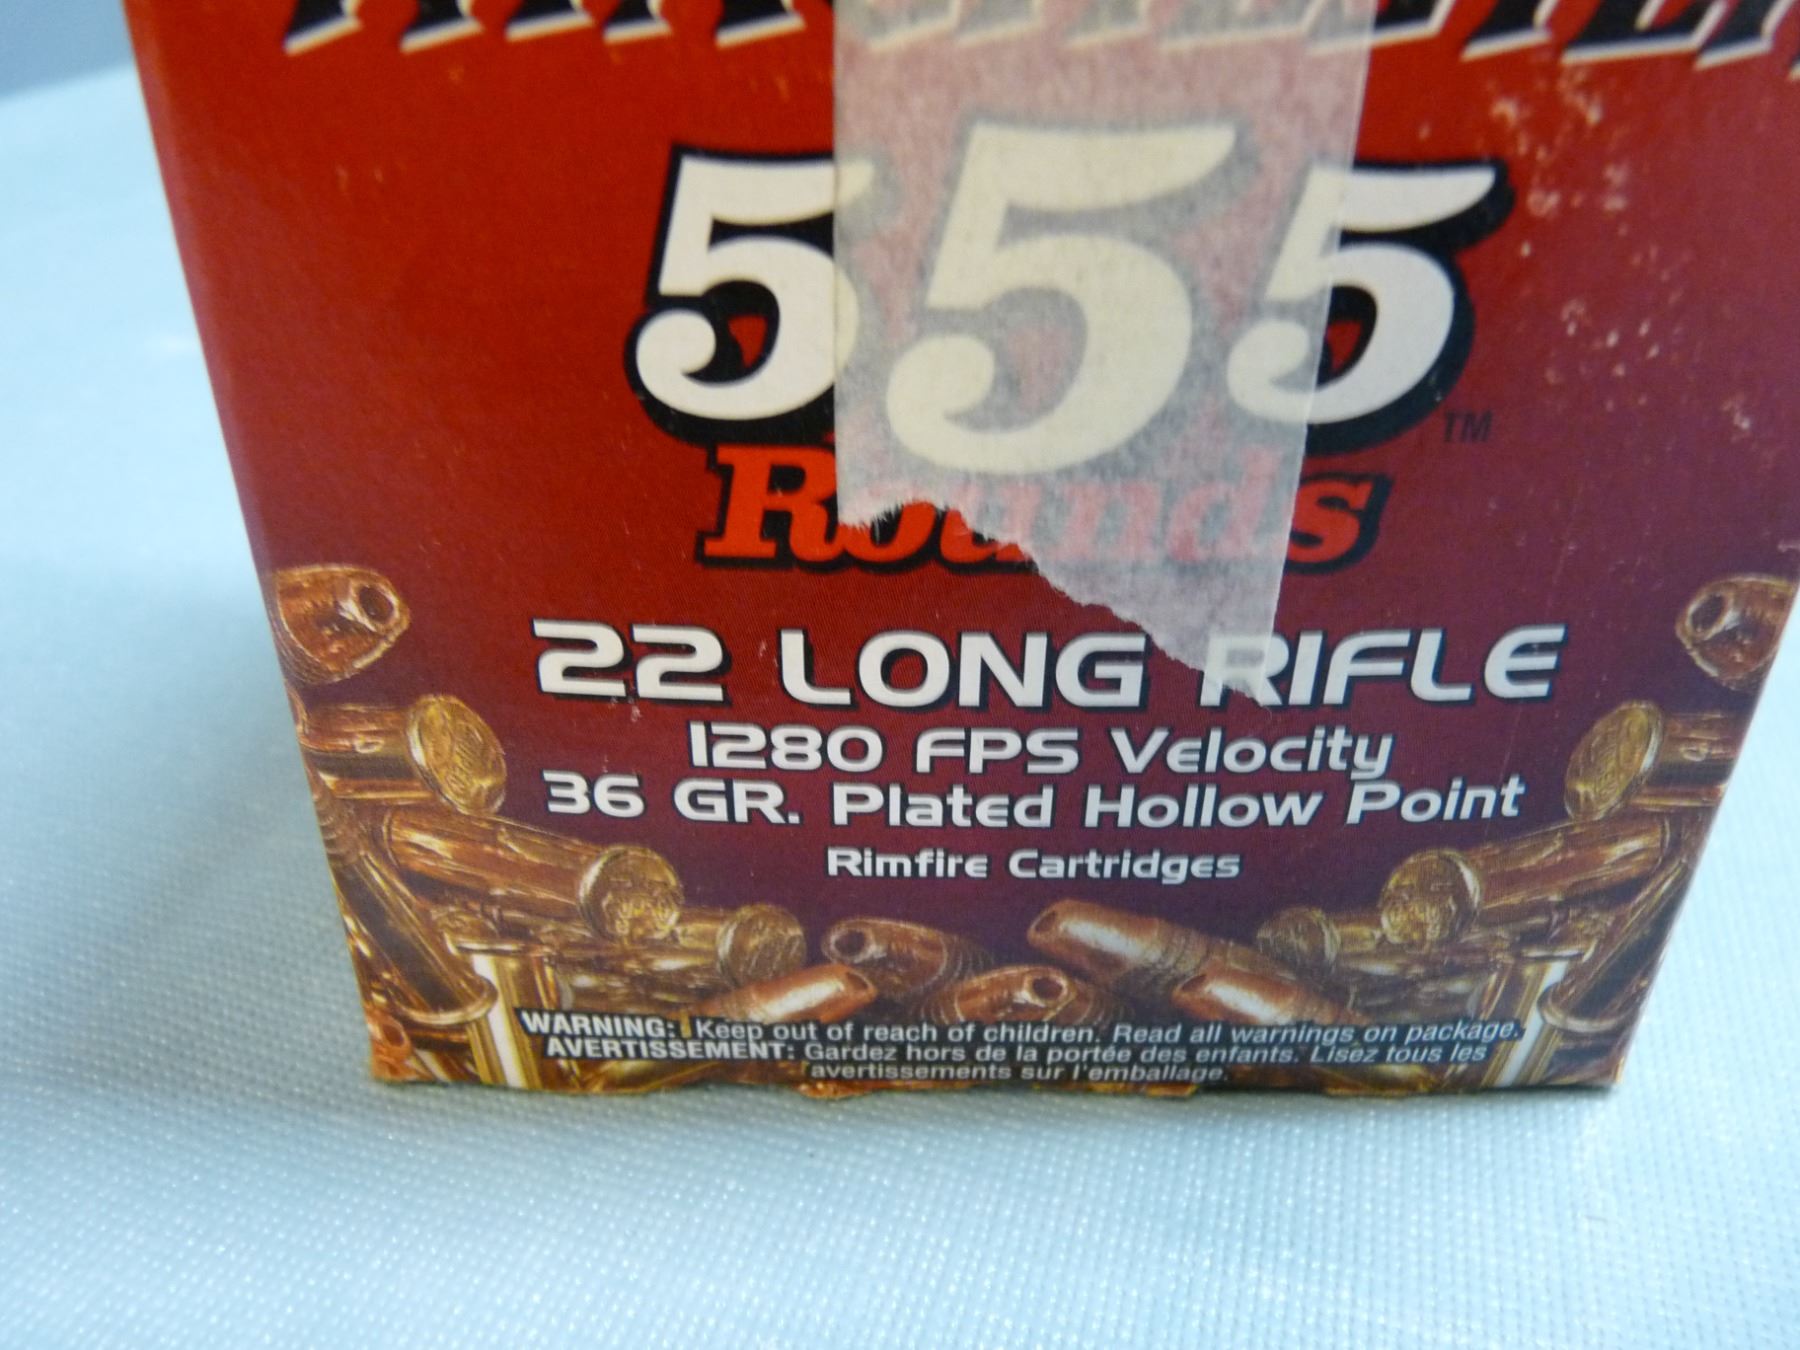 555 TM
Rounds
22 LONG RIFLE
1280 FPS Velocity
36 GR. Plated Hollow Point
Rimfire Cartridges
WARNING: Keep out of reach of children. Read all warnings on package.
AVERTISSEMENT: Gardez hors de la portée des enfants. Lisez tous les
avertissements sur l'emballage.